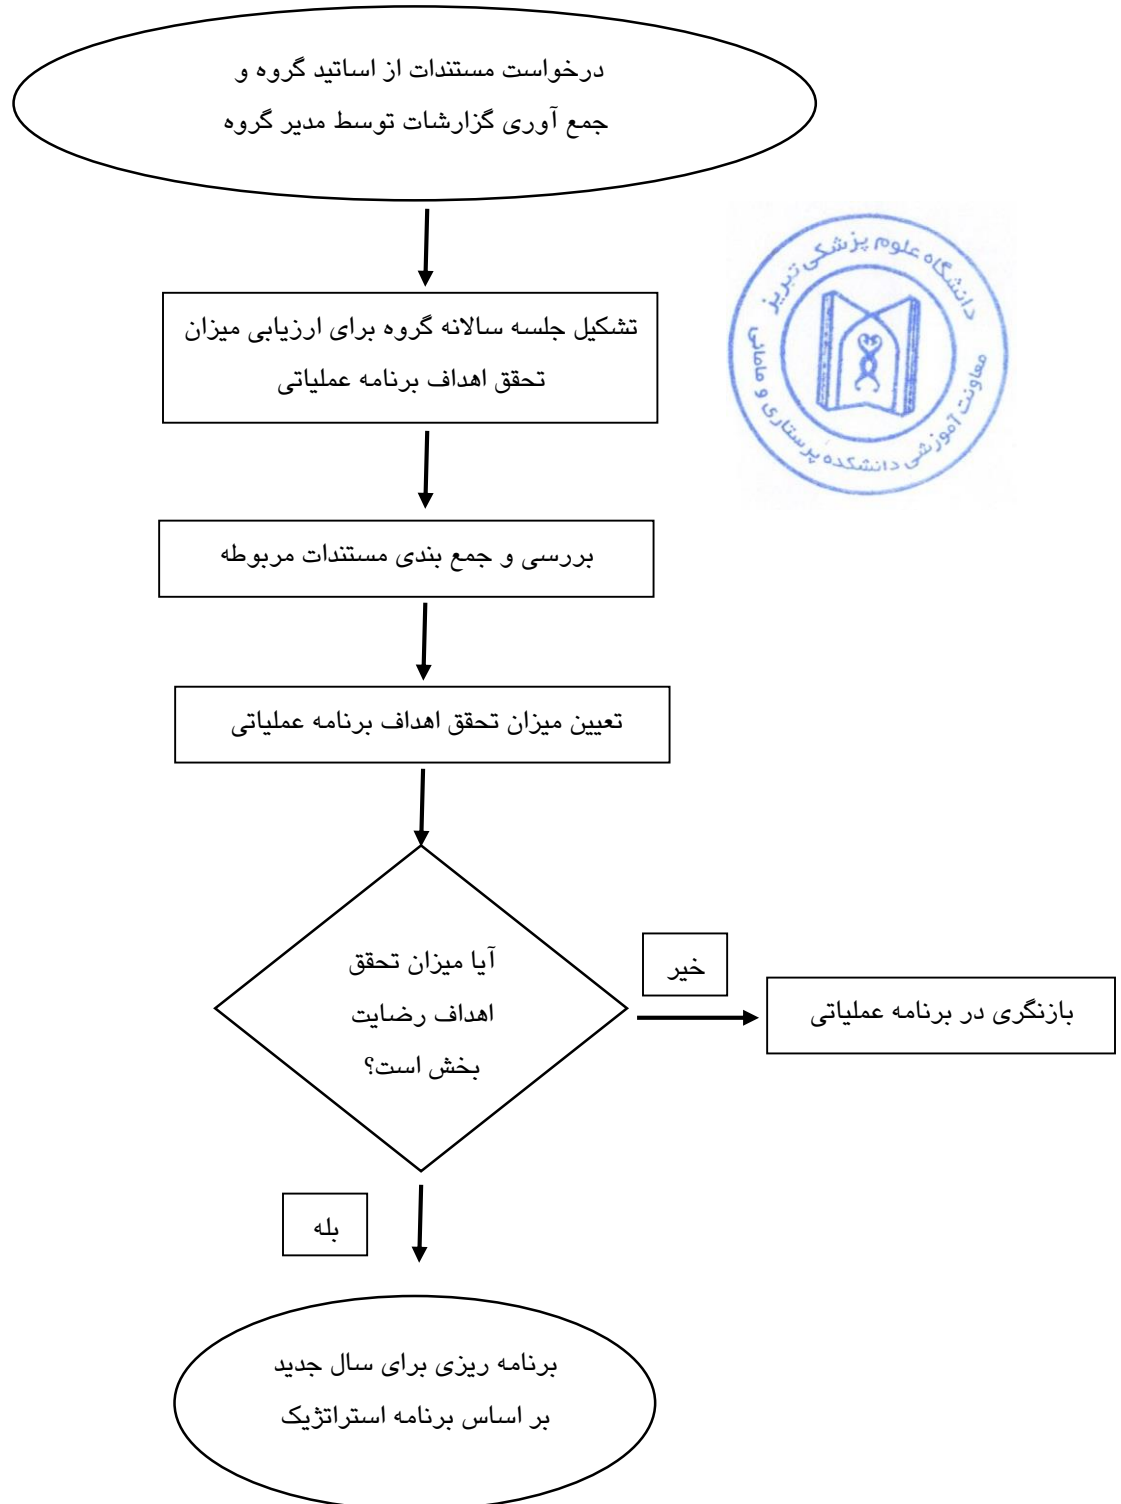 درخواست مستندات از اساتید گروه و
جمع آوری گزارشات توسط مدیر گروه
دانشگاه علوم پزشکی تبریز
معاونت آموزشی دانشکده پرستاری و مامائی
تشکیل جلسه سالانه گروه برای ارزیابی میزان
تحقق اهداف برنامه عملیاتی
بررسی و جمع بندی مستندات مربوطه
تعیین میزان تحقق اهداف برنامه عملیاتی
آیا میزان تحقق
اهداف رضایت
بخش است؟
خیر
بازنگری در برنامه عملیاتی
بله
برنامه ریزی برای سال جدید
بر اساس برنامه استراتژیک